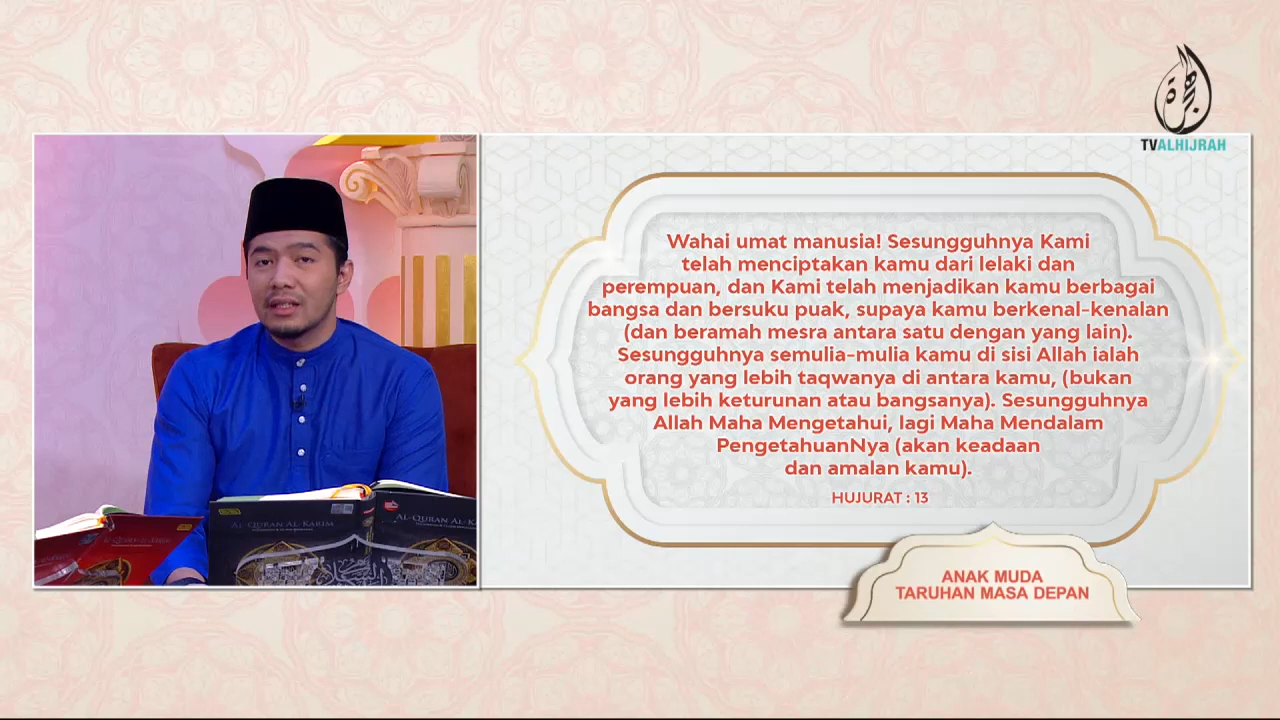 الهجرة
TVALHIJRAH
Wahai umat manusia! Sesungguhnya Kami
telah menciptakan kamu dari lelaki dan
perempuan, dan Kami telah menjadikan kamu berbagai
bangsa dan bersuku puak, supaya kamu berkenal-kenalan
(dan beramah mesra antara satu dengan yang lain).
Sesungguhnya semulia-mulia kamu di sisi Allah ialah
orang yang lebih taqwanya di antara kamu, (bukan
yang lebih keturunan atau bangsanya). Sesungguhnya
Allah Maha Mengetahui, lagi Maha Mendalam
PengetahuanNya (akan keadaan
dan amalan kamu).
HUJURAT : 13
AL-QURAN AL-KARIM
ANAK MUDA
TARUHAN MASA DEPAN